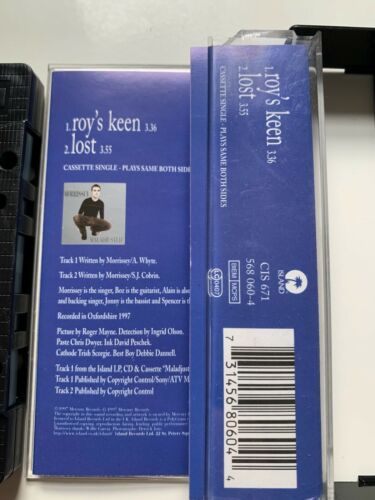 1. roy's keen 3.36
2. lost 3.55
CASSETTE SINGLE - PLAYS SAME BOTH SIDES
MORRISSEY
MALADJUSTED
Track 1 Written by Morrissey/A. Whyte.
Track 2 Written by Morrissey/S.J. Cobrin.
Morrissey is the singer, Boz is the guitarist, Alain is also
and backing singer, Jonny is the bassist and Spencer is the
Recorded in Oxfordshire 1997
Picture by Roger Mayne. Detection by Ingrid Olson.
Paste Chris Dwyer. Ink David Peschek.
Cathode Trish Scorgie. Best Boy Debbie Dannell.
Track 1 from the Island LP, CD & Cassette "Maladjus
Track 1 Published by Copyright Control/Sony/ATV M
Track 2 Published by Copyright Control
1. roy's keen 3.36
2. lost 3.55
CASSETTE SINGLE - PLAYS SAME BOTH SIDES
LC0407
BIEM/MCPS
CIS 671
568 060-4
ISLAND
7 31456 80604 4